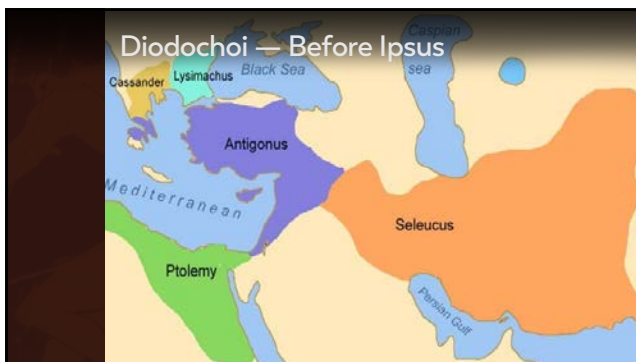 Diodochoi — Before Ipsus
Caspian
sea
Black Sea
Cassander
Lysimachus
Antigonus
Mediterranean
Seleucus
Ptolemy
Persian Gulf